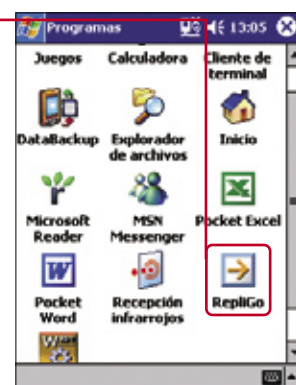 Programas 13:05
Juegos Calculadora Cliente de terminal
DataBackup Explorador de archivos Inicio
Microsoft Reader MSN Messenger Pocket Excel
Pocket Word Recepción infrarrojos RepliGo